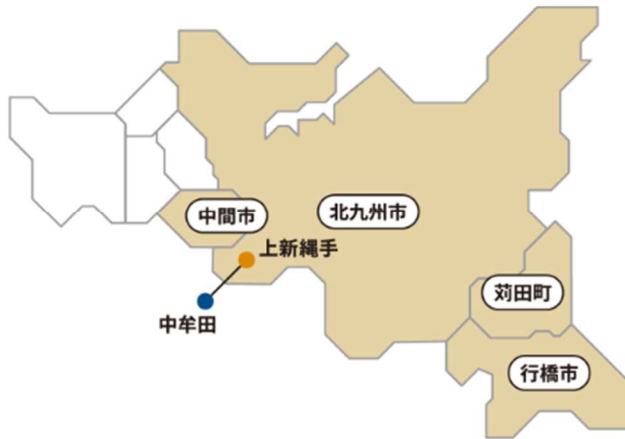 中間市
北九州市
上新縄手
中牟田
苅田町
行橋市